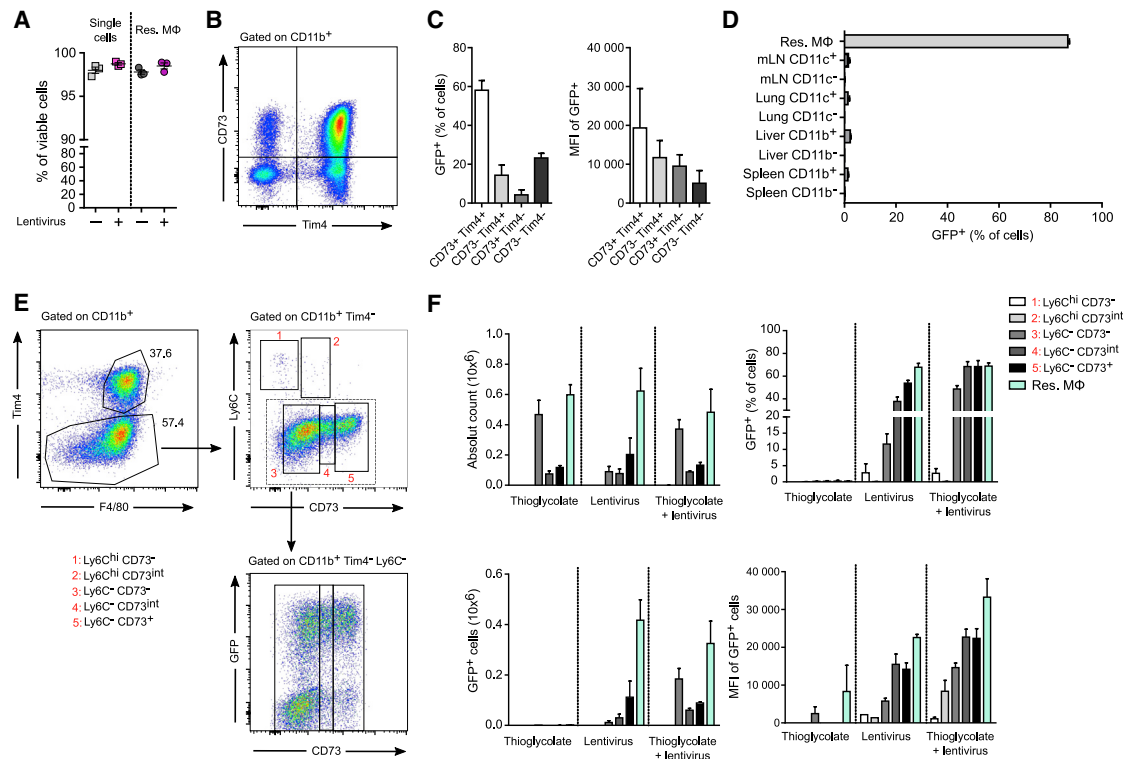 A
Single cells
Res. MΦ
% of viable cells
100
95
90
60
40
20
0
Lentivirus
– + – +
B
Gated on CD11b+
CD73
Tim4
C
GFP+ (% of cells)
80
60
40
20
0
CD73+ Tim4+
CD73- Tim4+
CD73+ Tim4-
CD73- Tim4-
MFI of GFP+
40 000
30 000
20 000
10 000
0
CD73+ Tim4+
CD73- Tim4+
CD73+ Tim4-
CD73- Tim4-
D
Res. MΦ
mLN CD11c+
mLN CD11c-
Lung CD11c+
Lung CD11c-
Liver CD11b+
Liver CD11b-
Spleen CD11b+
Spleen CD11b-
0 20 40 60 80 100
GFP+ (% of cells)
E
Gated on CD11b+
Tim4
37.6
57.4
F4/80
Gated on CD11b+ Tim4-
Ly6C
1
2
3
4
5
CD73
1: Ly6Chi CD73-
2: Ly6Chi CD73int
3: Ly6C- CD73-
4: Ly6C- CD73int
5: Ly6C- CD73+
Gated on CD11b+ Tim4- Ly6C-
GFP
CD73
F
Absolut count (10x6)
1.0
0.8
0.6
0.4
0.2
0.0
Thioglycolate
Lentivirus
Thioglycolate
+ lentivirus
GFP+ (% of cells)
100
80
60
40
20
15
10
5
0
Thioglycolate
Lentivirus
Thioglycolate
+ lentivirus
1: Ly6Chi CD73-
2: Ly6Chi CD73int
3: Ly6C- CD73-
4: Ly6C- CD73int
5: Ly6C- CD73+
Res. MΦ
GFP+ cells (10x6)
0.6
0.4
0.2
0.0
Thioglycolate
Lentivirus
Thioglycolate
+ lentivirus
MFI of GFP+ cells
40 000
30 000
20 000
10 000
0
Thioglycolate
Lentivirus
Thioglycolate
+ lentivirus